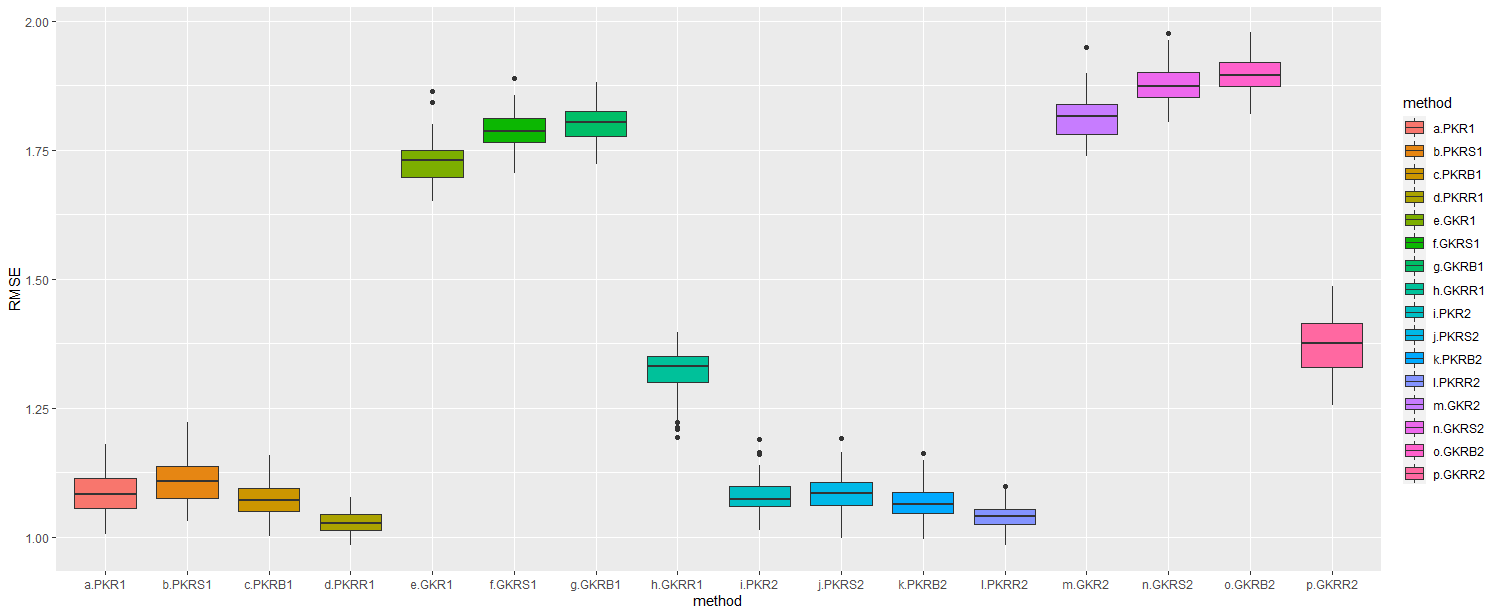 2.00
1.75
1.50
1.25
1.00
RMSE
a.PKR1 b.PKRS1 c.PKRB1 d.PKRR1 e.GKR1 f.GKRS1 g.GKRB1 h.GKRR1 i.PKR2 j.PKRS2 k.PKRB2 l.PKRR2 m.GKR2 n.GKRS2 o.GKRB2 p.GKRR2
method
method
a.PKR1
b.PKRS1
c.PKRB1
d.PKRR1
e.GKR1
f.GKRS1
g.GKRB1
h.GKRR1
i.PKR2
j.PKRS2
k.PKRB2
l.PKRR2
m.GKR2
n.GKRS2
o.GKRB2
p.GKRR2